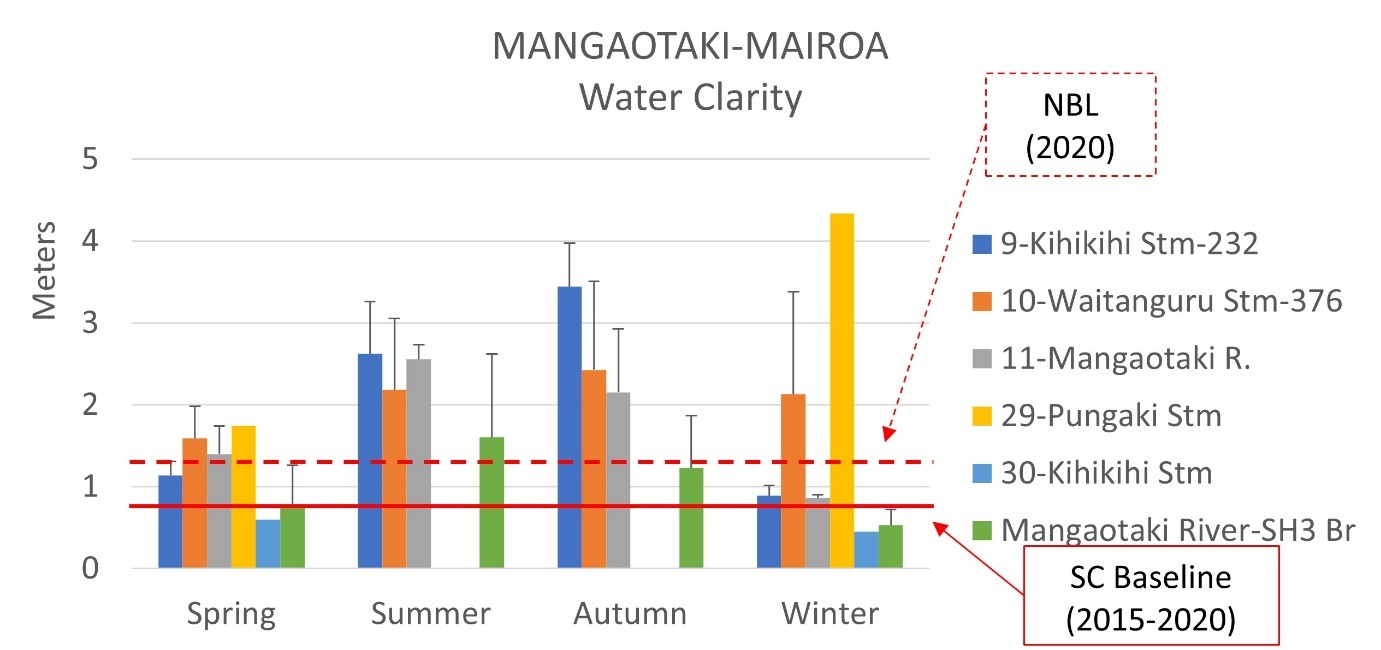 MANGAOTAKI-MAIROA
Water Clarity
NBL
(2020)
Meters
5
4
3
2
1
0
Spring
Summer
Autumn
Winter
9-Kihikihi Stm-232
10-Waitanguru Stm-376
11-Mangaotaki R.
29-Pungaki Stm
30-Kihikihi Stm
Mangaotaki River-SH3 Br
SC Baseline
(2015-2020)